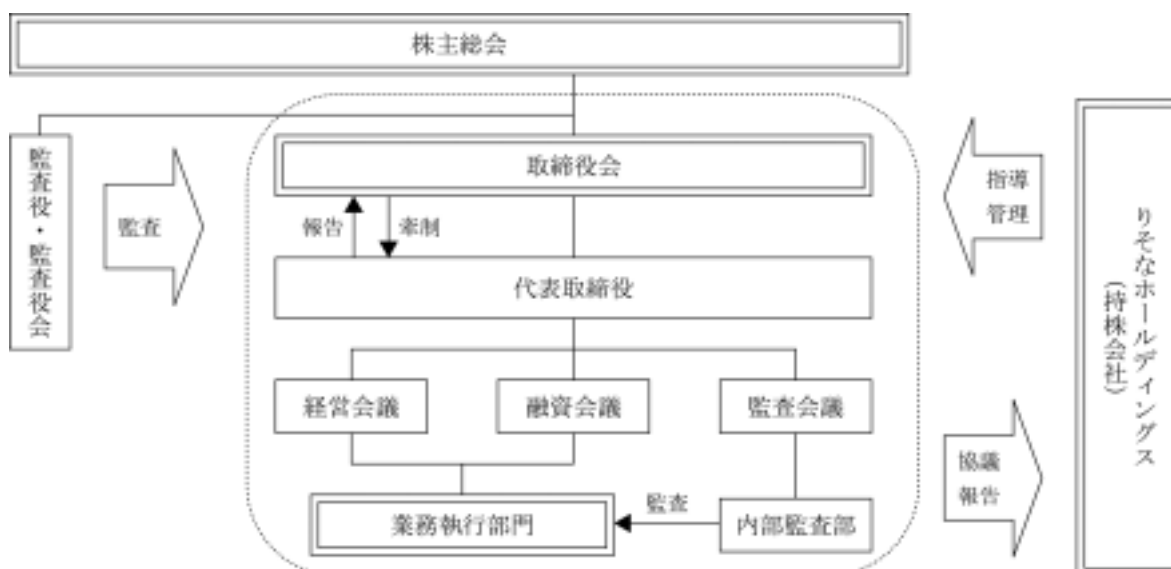 株主総会
監査役・監査役会
監査
取締役会
報告
牽制
代表取締役
経営会議
融資会議
監査会議
業務執行部門
監査
内部監査部
指導
管理
協議
報告
りそなホールディングス
(持株会社)